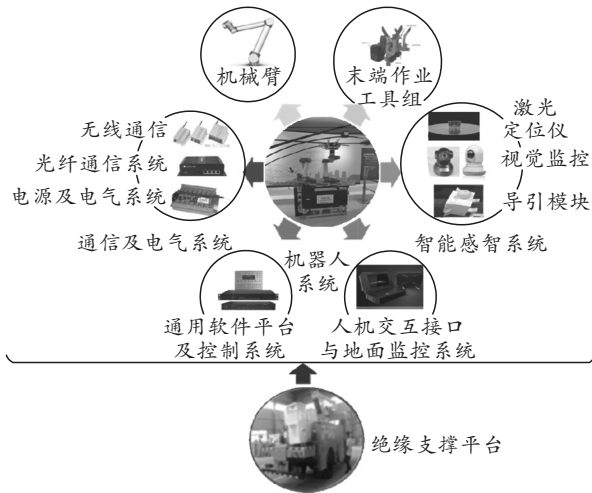 机械臂
末端作业
工具组
无线通信
光纤通信系统
电源及电气系统
通信及电气系统
激光
定位仪
视觉监控
导引模块
智能感智系统
机器人
系统
通用软件平台
及控制系统
人机交互接口
与地面监控系统
绝缘支撑平台